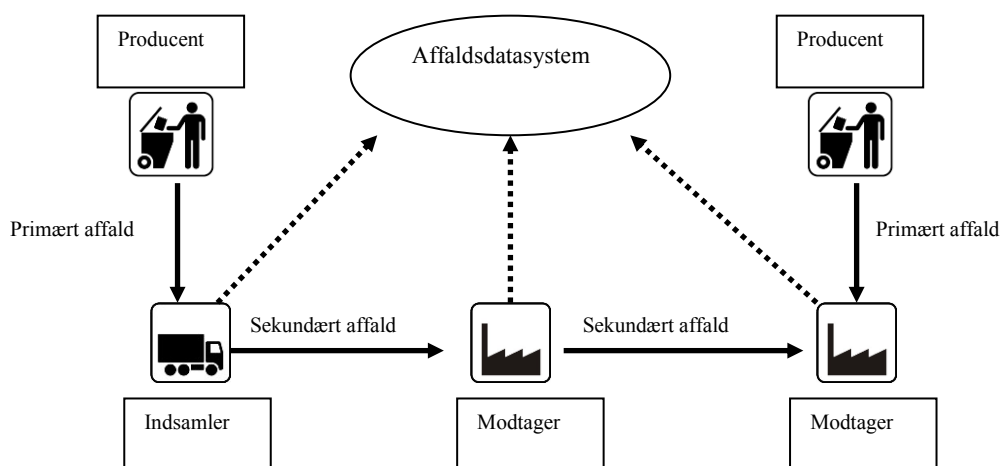 Producent
Affaldsdatasystem
Producent
Primært affald
Primært affald
Sekundært affald
Sekundært affald
Indsamler
Modtager
Modtager